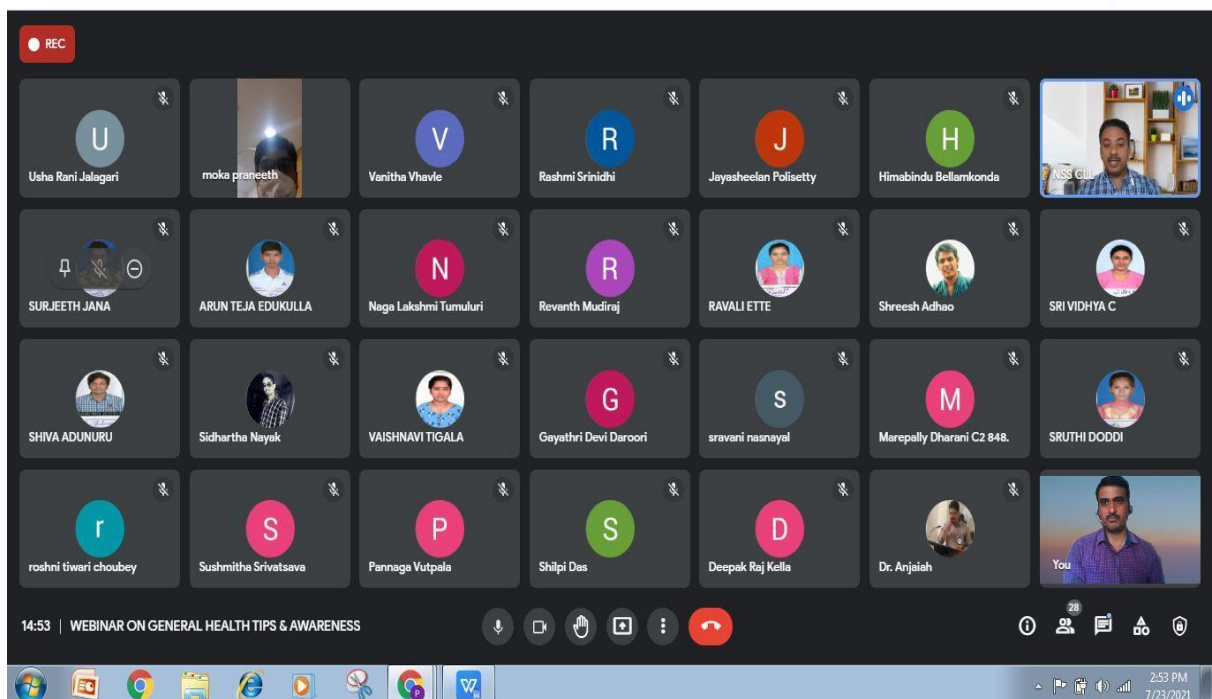 REC
U
Usha Rani Jalagari
moka praneeth
V
Vanitha Vhavle
R
Rashmi Srinidhi
J
Jayasheelan Polisetty
H
Himabindu Bellamkonda
NSS CLL
SURJEETH JANA
ARUN TEJA EDUKULLA
N
Naga Lakshmi Tumuluri
R
Revanth Mudiraj
RAVALI ETTE
Shreesh Adhao
SRI VIDHYA C
SHIVA ADUNURU
Sidhartha Nayak
VAISHNAVI TIGALA
G
Gayathri Devi Daroori
s
sravani nasnayal
M
Marepally Dharani C2 848.
SRUTHI DODDI
r
roshni tiwari choubey
S
Sushmitha Srivatsava
P
Pannaga Vutpala
S
Shilpi Das
D
Deepak Raj Kella
Dr. Anjaiah
You
14:53 | WEBINAR ON GENERAL HEALTH TIPS & AWARENESS
28
2:53 PM
7/23/2021